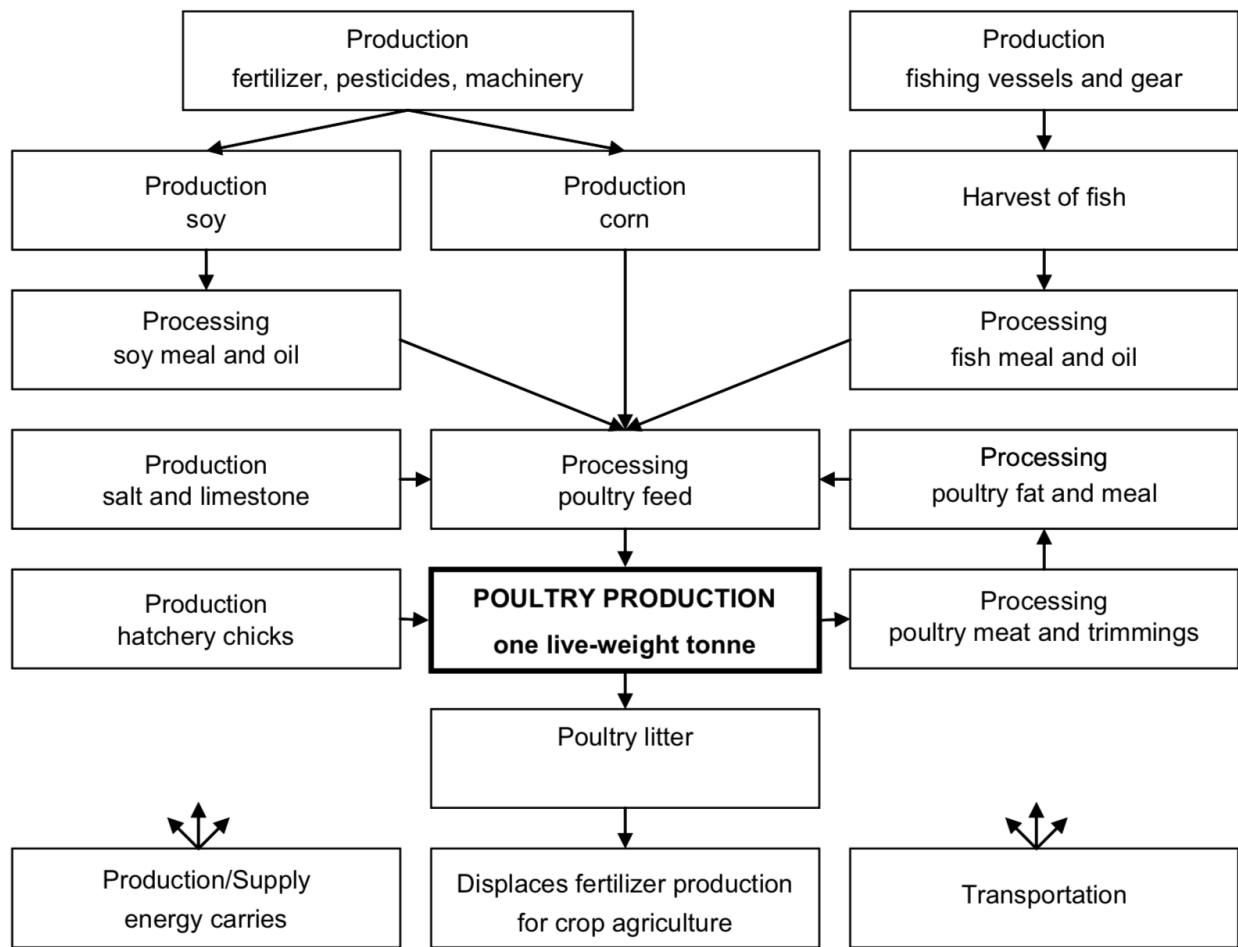 Production
fertilizer, pesticides, machinery
Production
fishing vessels and gear
Production
soy
Production
corn
Harvest of fish
Processing
soy meal and oil
Processing
fish meal and oil
Production
salt and limestone
Processing
poultry feed
Processing
poultry fat and meal
Production
hatchery chicks
POULTRY PRODUCTION
one live-weight tonne
Processing
poultry meat and trimmings
Poultry litter
Production/Supply
energy carries
Displaces fertilizer production
for crop agriculture
Transportation